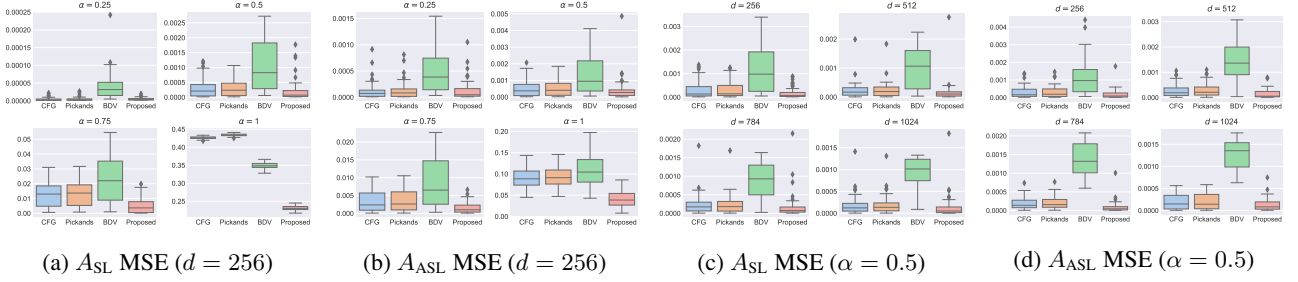 α = 0.25 α = 0.5 α = 0.25 α = 0.5 d = 256 d = 512 d = 256 d = 512
0.00025 0.00020 0.00015 0.00010 0.00005 0.00000
0.0025 0.0020 0.0015 0.0010 0.0005 0.0000
0.0015 0.0010 0.0005 0.0000
0.004 0.003 0.002 0.001 0.000
0.003 0.002 0.001 0.000
0.003 0.002 0.001 0.000
0.004 0.003 0.002 0.001 0.000
0.003 0.002 0.001 0.000
CFG Pickands BDV Proposed CFG Pickands BDV Proposed CFG Pickands BDV Proposed CFG Pickands BDV Proposed CFG Pickands BDV Proposed CFG Pickands BDV Proposed CFG Pickands BDV Proposed CFG Pickands BDV Proposed
α = 0.75 α = 1 α = 0.75 α = 1 d = 784 d = 1024 d = 784 d = 1024
0.05 0.04 0.03 0.02 0.01 0.00
0.45 0.40 0.35 0.30 0.25
0.020 0.015 0.010 0.005 0.000
0.20 0.15 0.10 0.05 0.00
0.0020 0.0015 0.0010 0.0005 0.0000
0.0020 0.0015 0.0010 0.0005 0.0000
0.0020 0.0015 0.0010 0.0005 0.0000
0.0015 0.0010 0.0005 0.0000
CFG Pickands BDV Proposed CFG Pickands BDV Proposed CFG Pickands BDV Proposed CFG Pickands BDV Proposed CFG Pickands BDV Proposed CFG Pickands BDV Proposed CFG Pickands BDV Proposed CFG Pickands BDV Proposed
(a) A_SL MSE (d = 256) (b) A_ASL MSE (d = 256) (c) A_SL MSE (α = 0.5) (d) A_ASL MSE (α = 0.5)